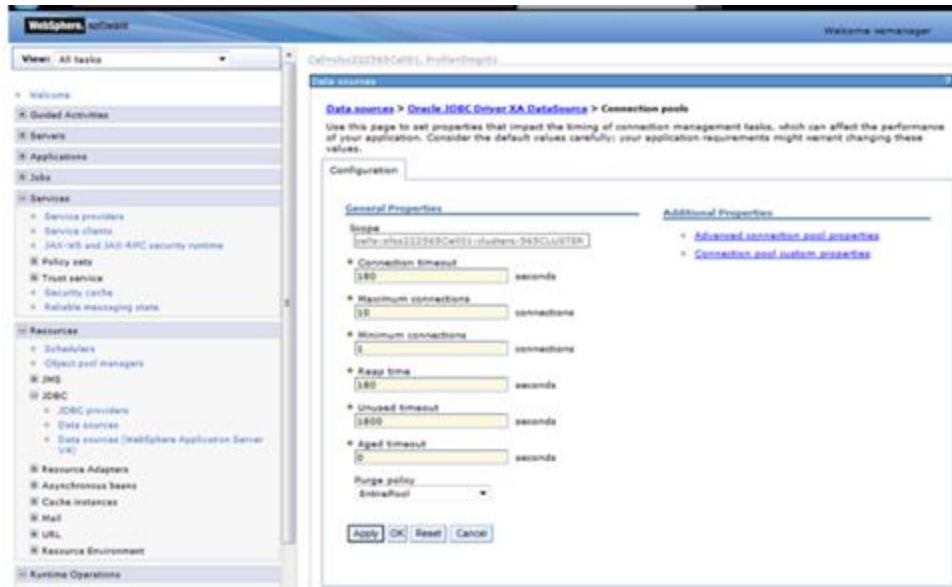 WebSphere. software
Welcome
View: All tasks
Data sources
Welcome
Guided Activities
Servers
Applications
Jobs
Services
Service providers
Service clients
JAX-WS and JAX-RPC security runtime
Policy sets
Trust service
Security cache
Reliable messaging state
Resources
Schedulers
Object pool managers
JMS
JDBC
JDBC providers
Data sources
Data sources (WebSphere Application Server V4)
Resource Adapters
Asynchronous beans
Cache instances
Mail
URL
Resource Environment
Runtime Operations
Data sources > Oracle JDBC Driver XA DataSource > Connection pools
Use this page to set properties that impact the timing of connection management tasks, which can affect the performance
of your application. Consider the default values carefully; your application requirements might warrant changing these
values.
Configuration
General Properties
Scope
* Connection timeout
180 seconds
* Maximum connections
10 connections
* Minimum connections
1 connections
* Reap time
180 seconds
* Unused timeout
1800 seconds
* Aged timeout
0 seconds
Purge policy
EntirePool
Apply OK Reset Cancel
Additional Properties
Advanced connection pool properties
Connection pool custom properties